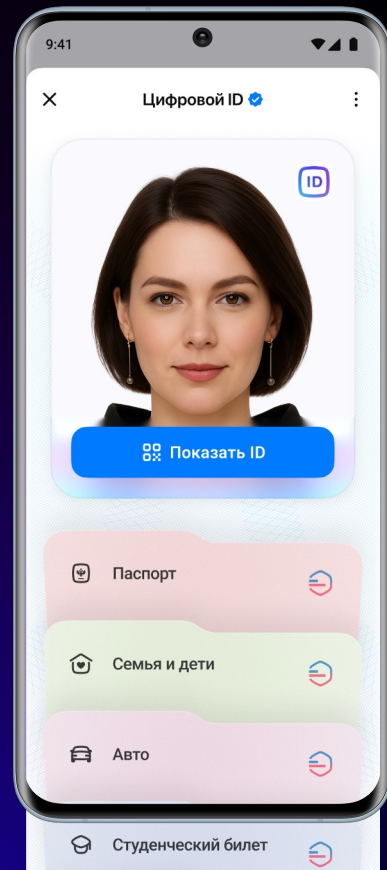 9:41
Цифровой ID
ID
Показать ID
Паспорт
Семья и дети
Авто
Студенческий билет